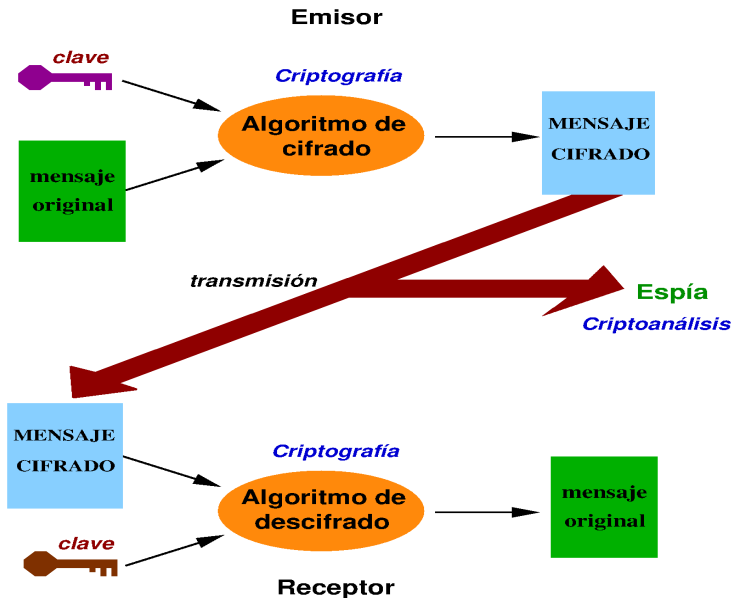 Emisor
clave
Criptografía
Algoritmo de
cifrado
MENSAJE
CIFRADO
mensaje
original
transmisión
Espía
Criptoanálisis
MENSAJE
CIFRADO
Criptografía
Algoritmo de
descifrado
mensaje
original
clave
Receptor